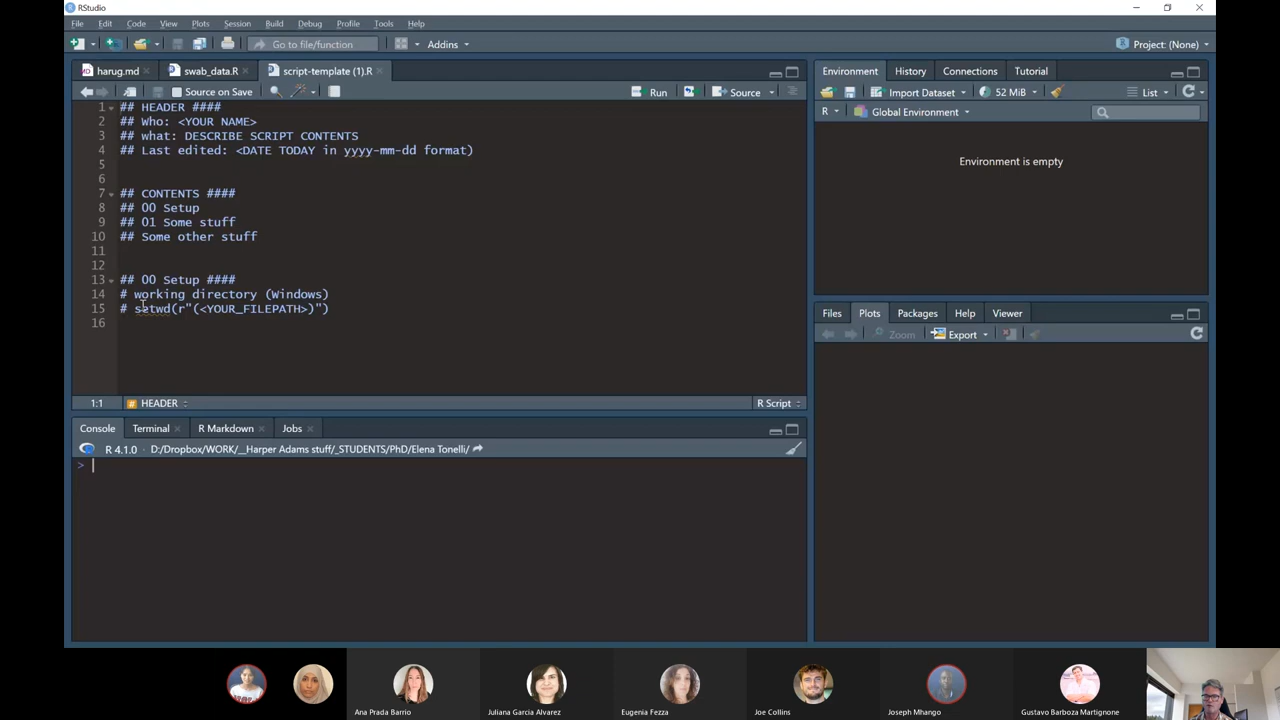 RStudio
File Edit Code View Plots Session Build Debug Profile Tools Help
Go to file/function Addins Project: (None)
harug.md swab_data.R script-template (1).R
Source on Save Run Source
1 ## HEADER ####
2 ## Who: <YOUR NAME>
3 ## what: DESCRIBE SCRIPT CONTENTS
4 ## Last edited: <DATE TODAY in yyyy-mm-dd format)
5
6
7 ## CONTENTS ####
8 ## 00 Setup
9 ## 01 Some stuff
10 ## Some other stuff
11
12
13 ## 00 Setup ####
14 # working directory (Windows)
15 # setwd(r"(<YOUR_FILEPATH>)")
16
1:1 # HEADER R Script
Console Terminal R Markdown Jobs
R 4.1.0 · D:/Dropbox/WORK/__Harper Adams stuff/_STUDENTS/PhD/Elena Tonelli/
>
Environment History Connections Tutorial
Import Dataset 52 MiB List
R Global Environment
Environment is empty
Files Plots Packages Help Viewer
Zoom Export
Ana Prada Barrio
Juliana Garcia Alvarez
Eugenia Fezza
Joe Collins
Joseph Mhango
Gustavo Barboza Martignone